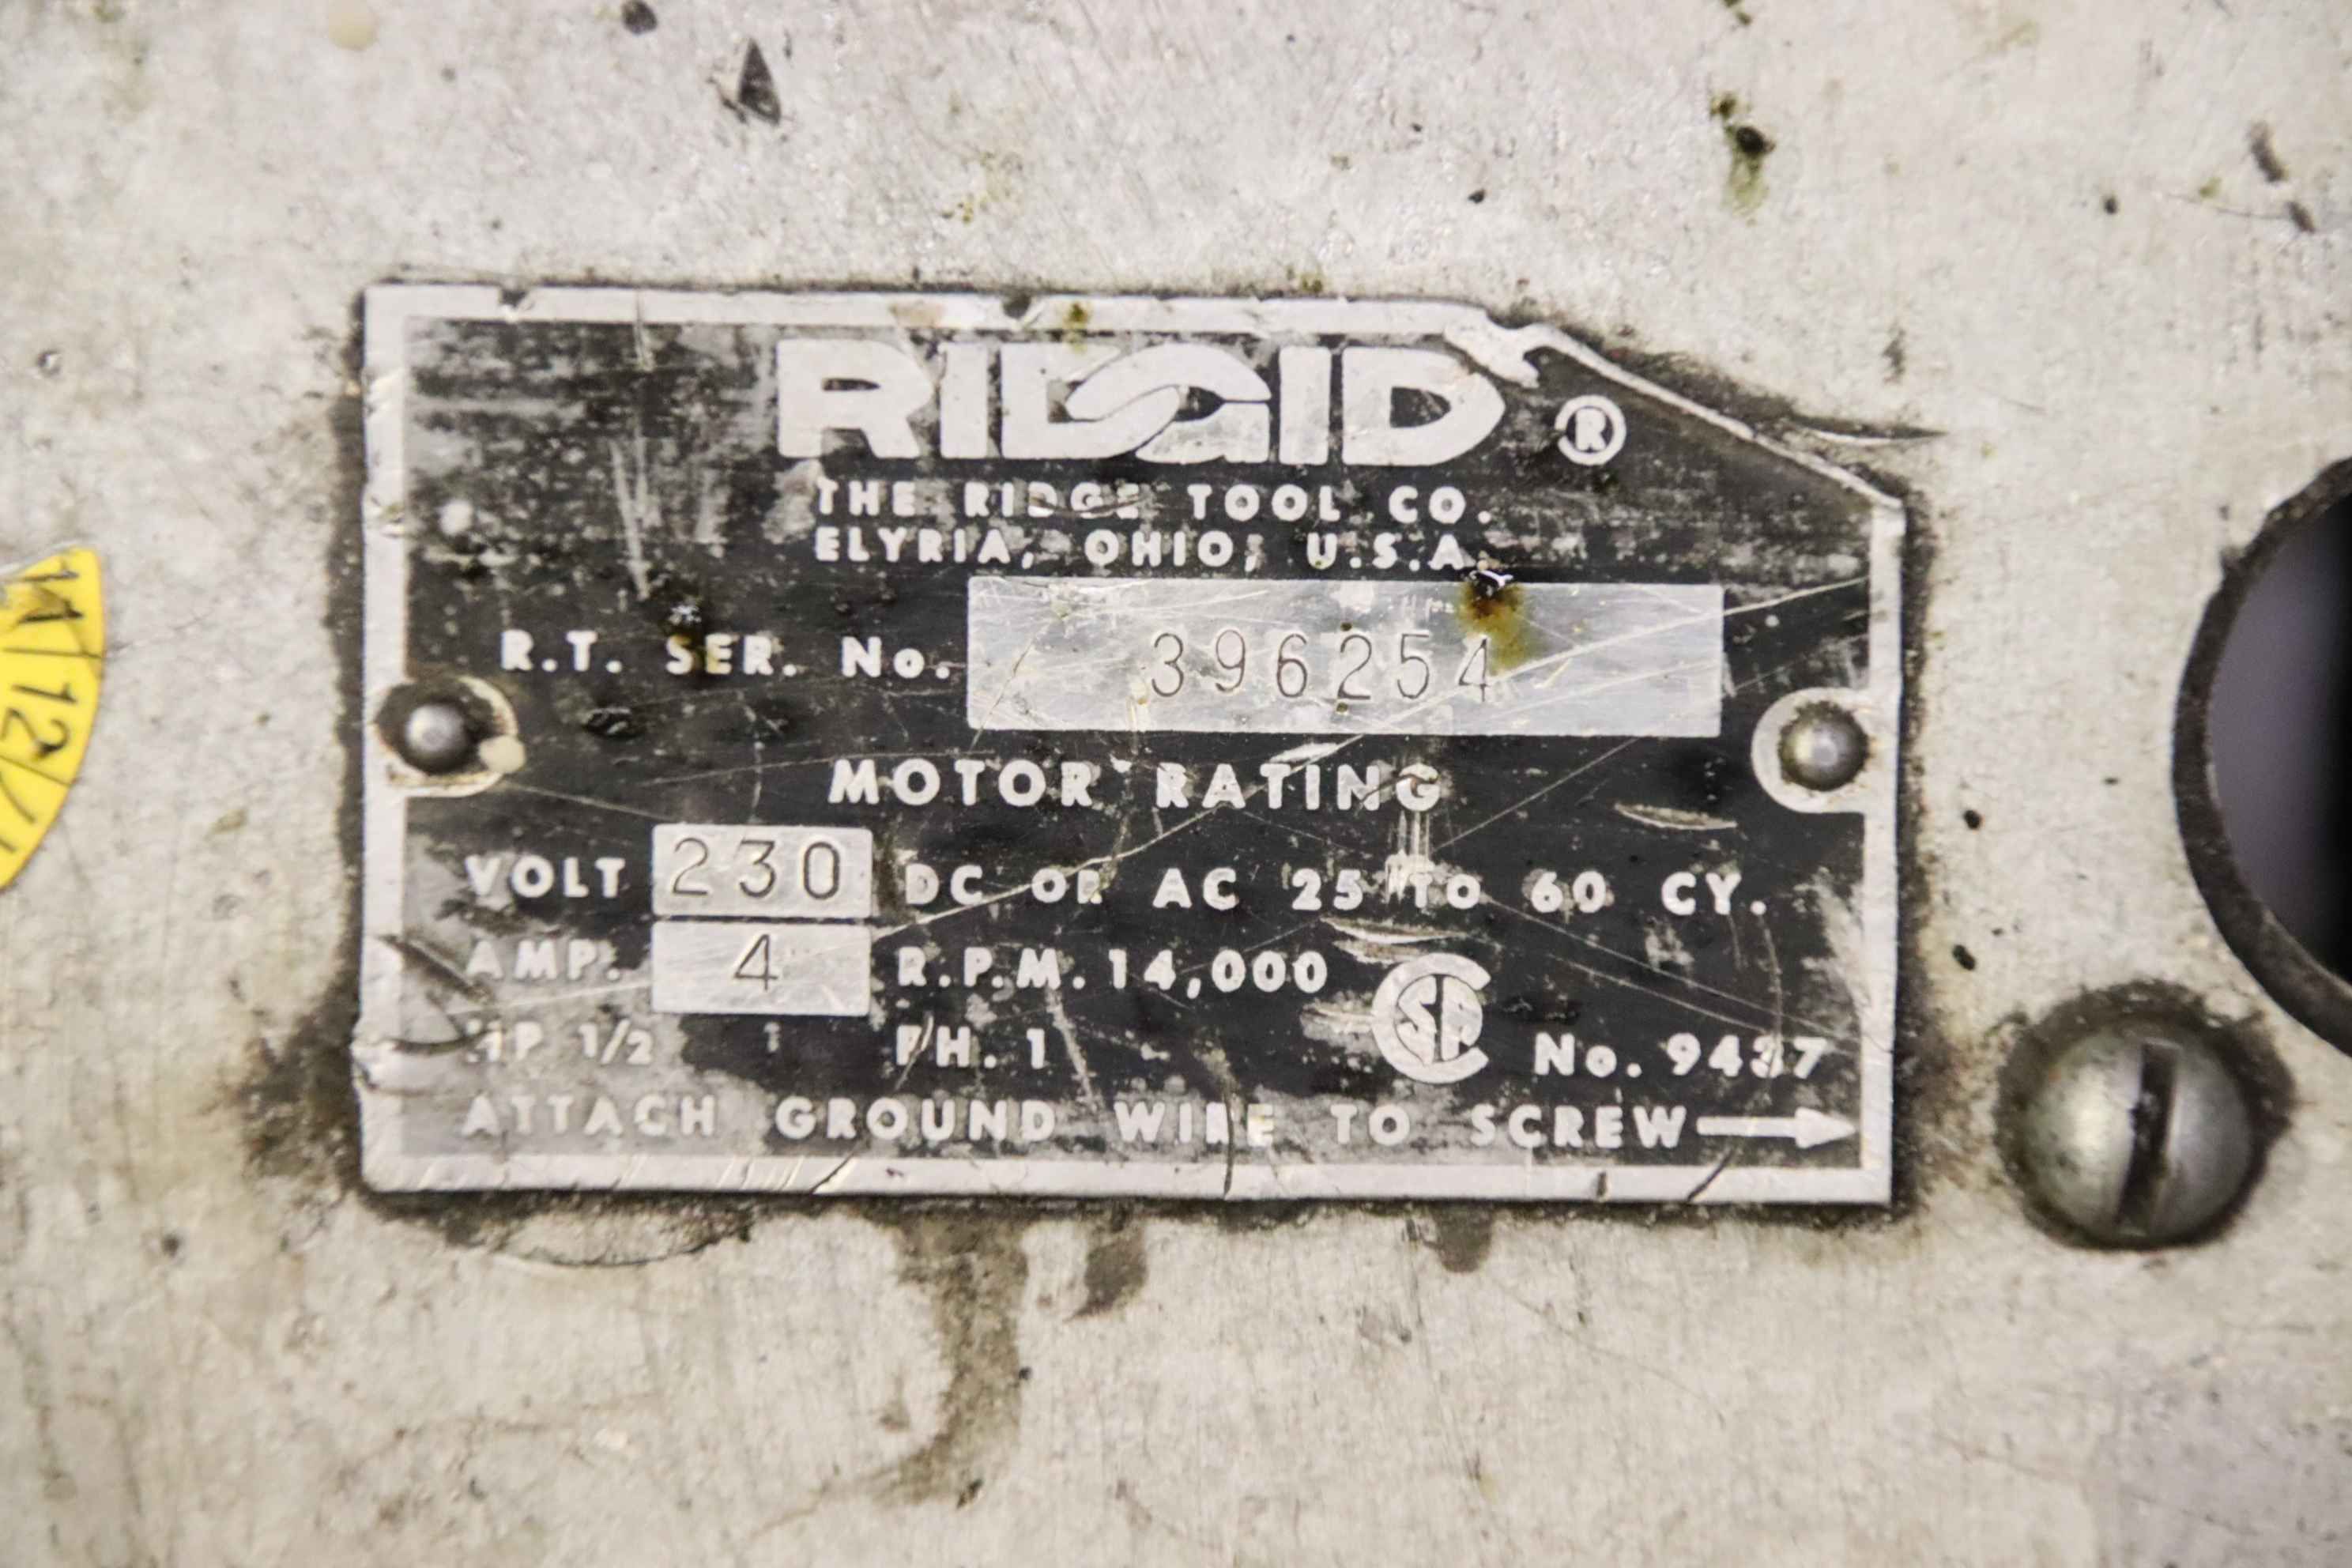 RIDGID ®
THE RIDGE TOOL CO.
ELYRIA, OHIO, U.S.A.
R.T. SER. No. 396254
MOTOR RATING
VOLT 230 DC OR AC 25 TO 60 CY.
AMP. 4 R.P.M. 14,000
HP 1/2 PH. 1 CSA No. 9437
ATTACH GROUND WIRE TO SCREW